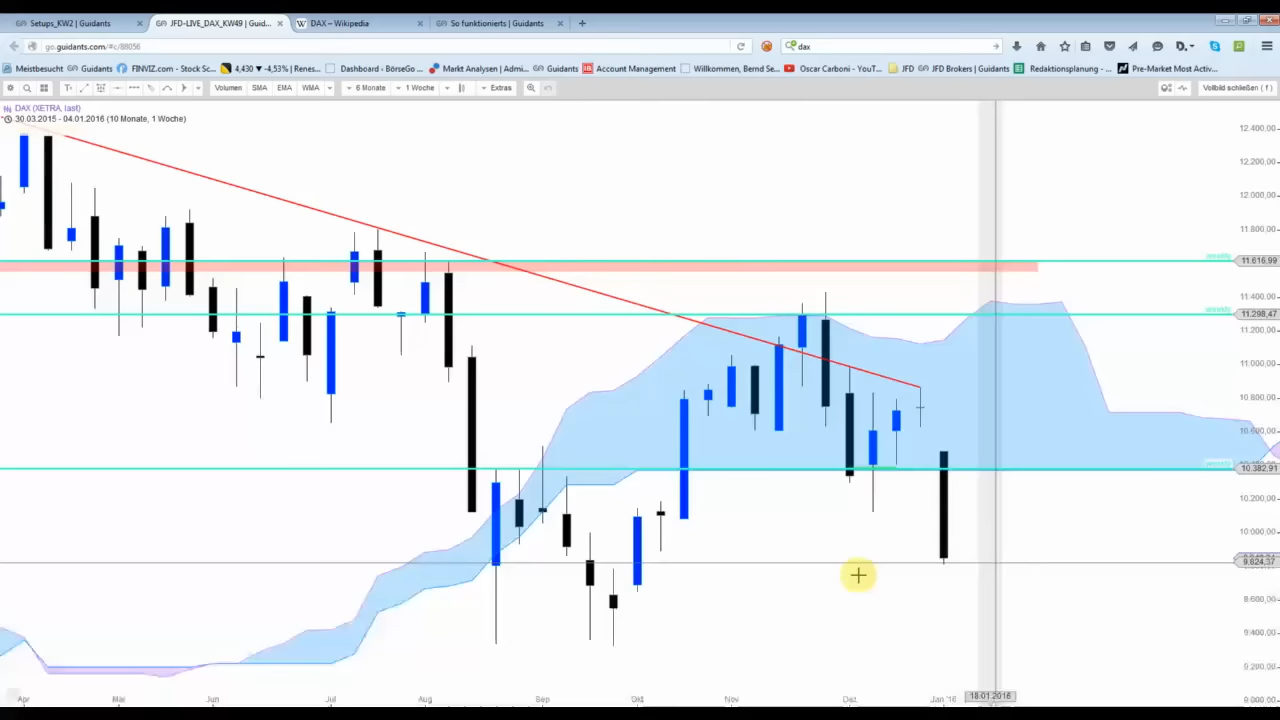 Setups_KW2 | Guidants × JFD-LIVE_DAX_KW49 | Guid... × W DAX – Wikipedia × So funktionierts | Guidants × +
go.guidants.com/#c/88056 dax
Meistbesucht Guidants FINVIZ.com - Stock Sc... 4,430 ▼ -4,53% | Renes... Dashboard - BörseGo ... Markt Analysen | Admi... Guidants Account Management Willkommen, Bernd Se... Oscar Carboni - YouT... JFD JFD Brokers | Guidants Redaktionsplanung - ... Pre-Market Most Activ...
Volumen SMA EMA WMA 6 Monate 1 Woche Extras Vollbild schließen ( f )
DAX (XETRA, last)
30.03.2015 - 04.01.2016 (10 Monate, 1 Woche)
12.400,00
12.200,00
12.000,00
11.800,00
weekly 11.616,99
11.400,00
weekly 11.298,47
11.200,00
11.000,00
10.800,00
10.600,00
weekly 10.382,91
10.200,00
10.000,00
9.624,37
9.600,00
9.400,00
9.200,00
9.000,00
Apr Mai Jun Jul Aug Sep Okt Nov Dez Jan '16 18.01.2016